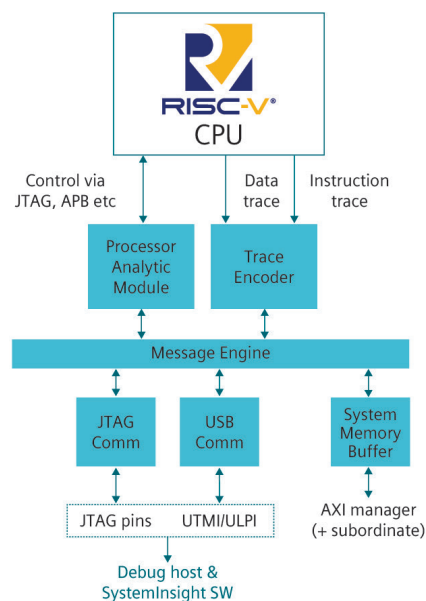 RISC-V®
CPU
Control via
JTAG, APB etc
Data
trace
Instruction
trace
Processor
Analytic
Module
Trace
Encoder
Message Engine
JTAG
Comm
USB
Comm
System
Memory
Buffer
JTAG pins
UTMI/ULPI
AXI manager
(+ subordinate)
Debug host &
SystemInsight SW